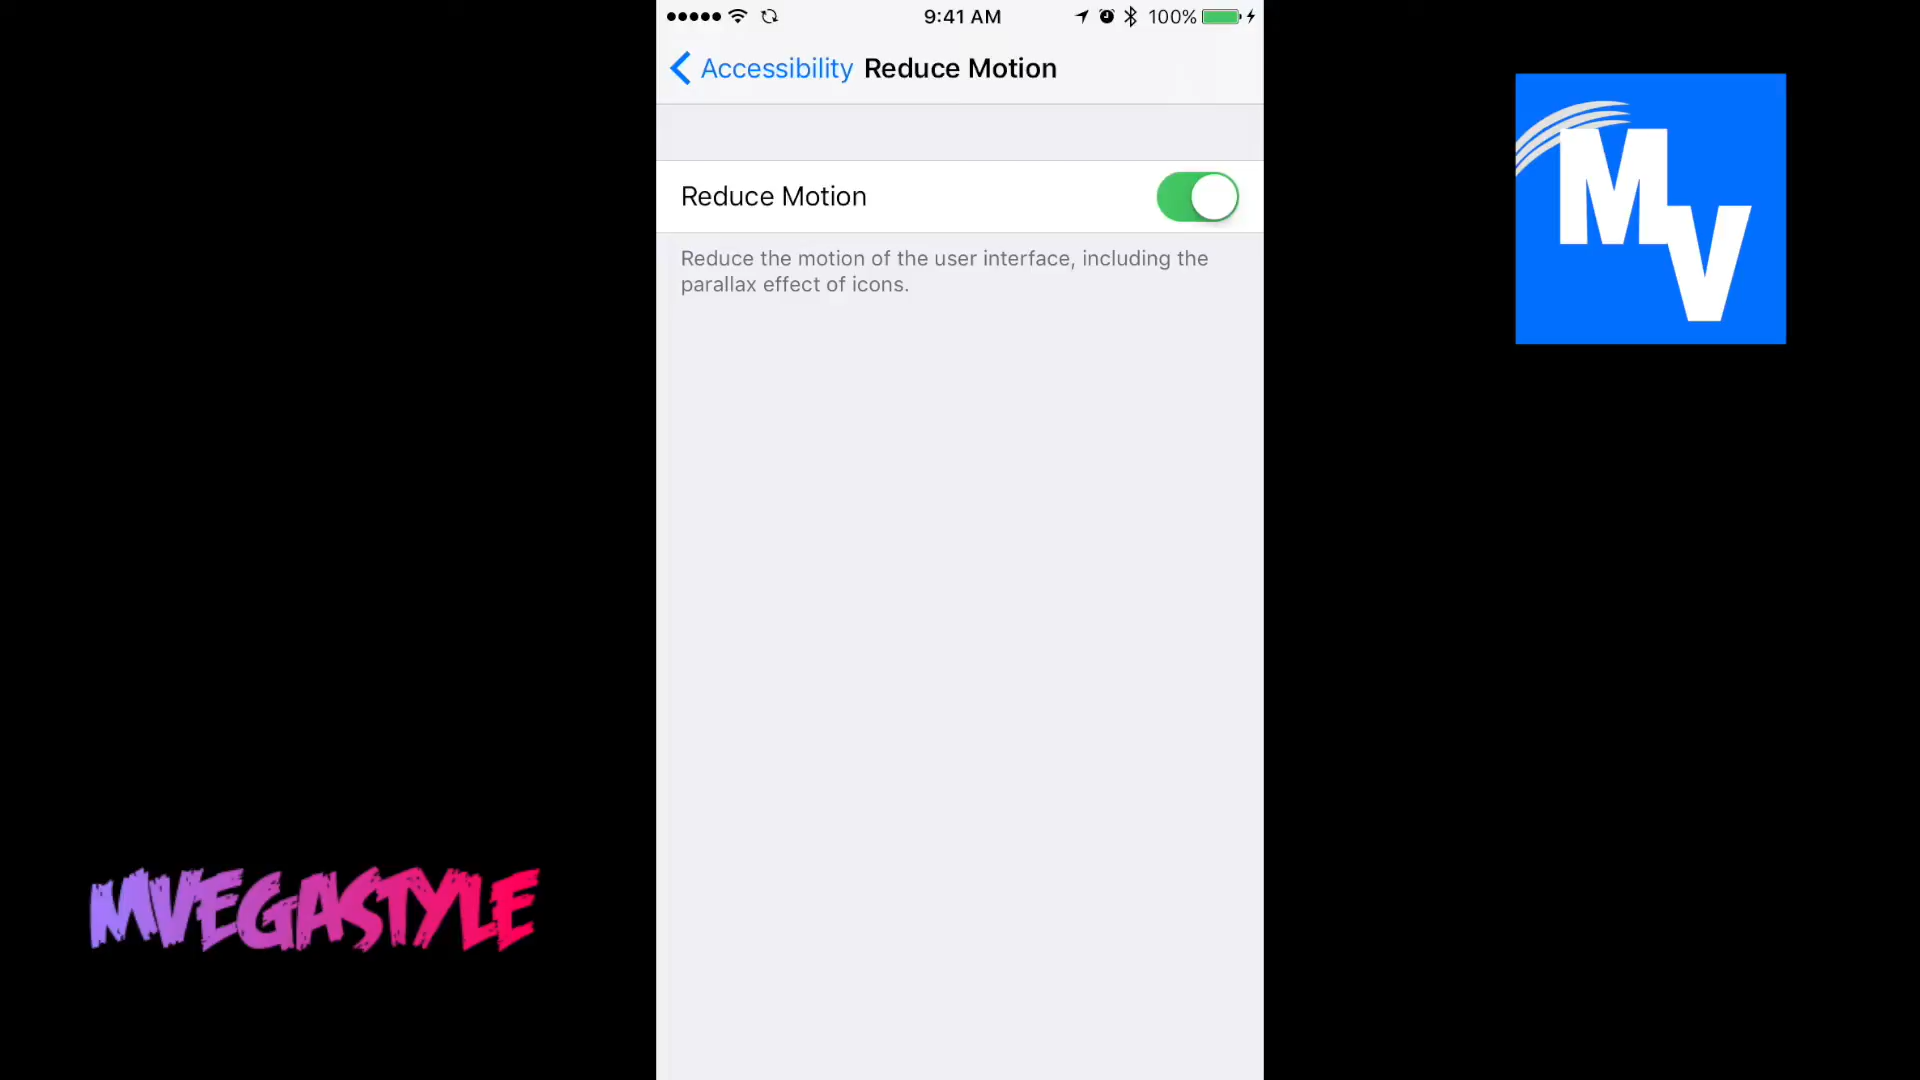 9:41 AM
100%
Accessibility Reduce Motion
Reduce Motion
Reduce the motion of the user interface, including the
parallax effect of icons.
MV
MVEGASTYLE